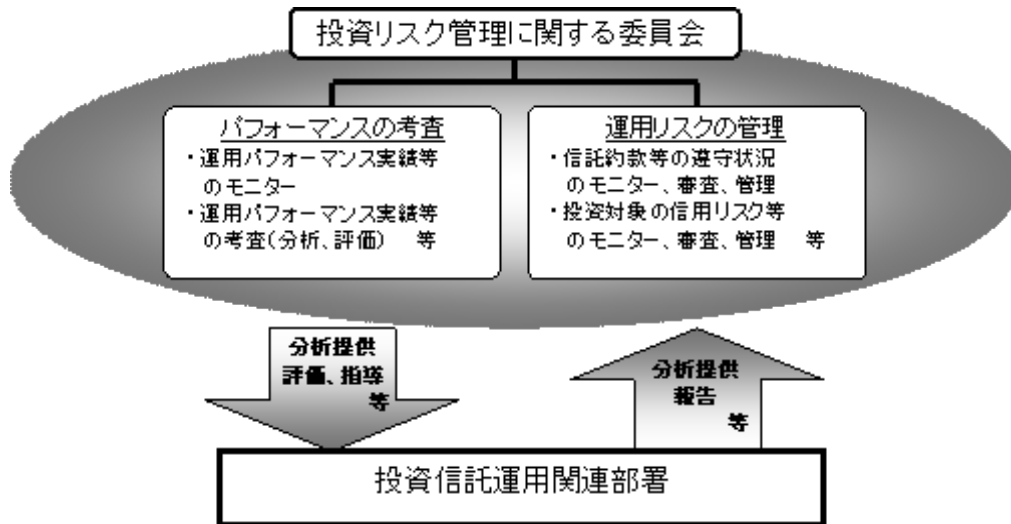 投資リスク管理に関する委員会
パフォーマンスの考査
・運用パフォーマンス実績等
のモニター
・運用パフォーマンス実績等
の考査(分析、評価) 等
運用リスクの管理
・信託約款等の遵守状況
のモニター、審査、管理
・投資対象の信用リスク等
のモニター、審査、管理 等
分析提供
評価、指導
等
分析提供
報告
等
投資信託運用関連部署